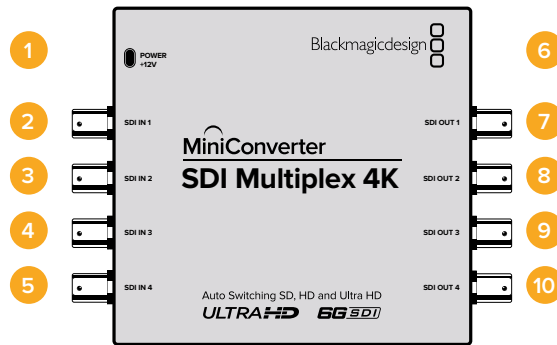 1
6
POWER
+12V
Blackmagicdesign
2
SDI IN 1
SDI OUT 1
7
MiniConverter
3
SDI IN 2
SDI Multiplex 4K
SDI OUT 2
8
4
SDI IN 3
SDI OUT 3
9
5
SDI IN 4
SDI OUT 4
10
Auto Switching SD, HD and Ultra HD
ULTRA HD 6G SDI